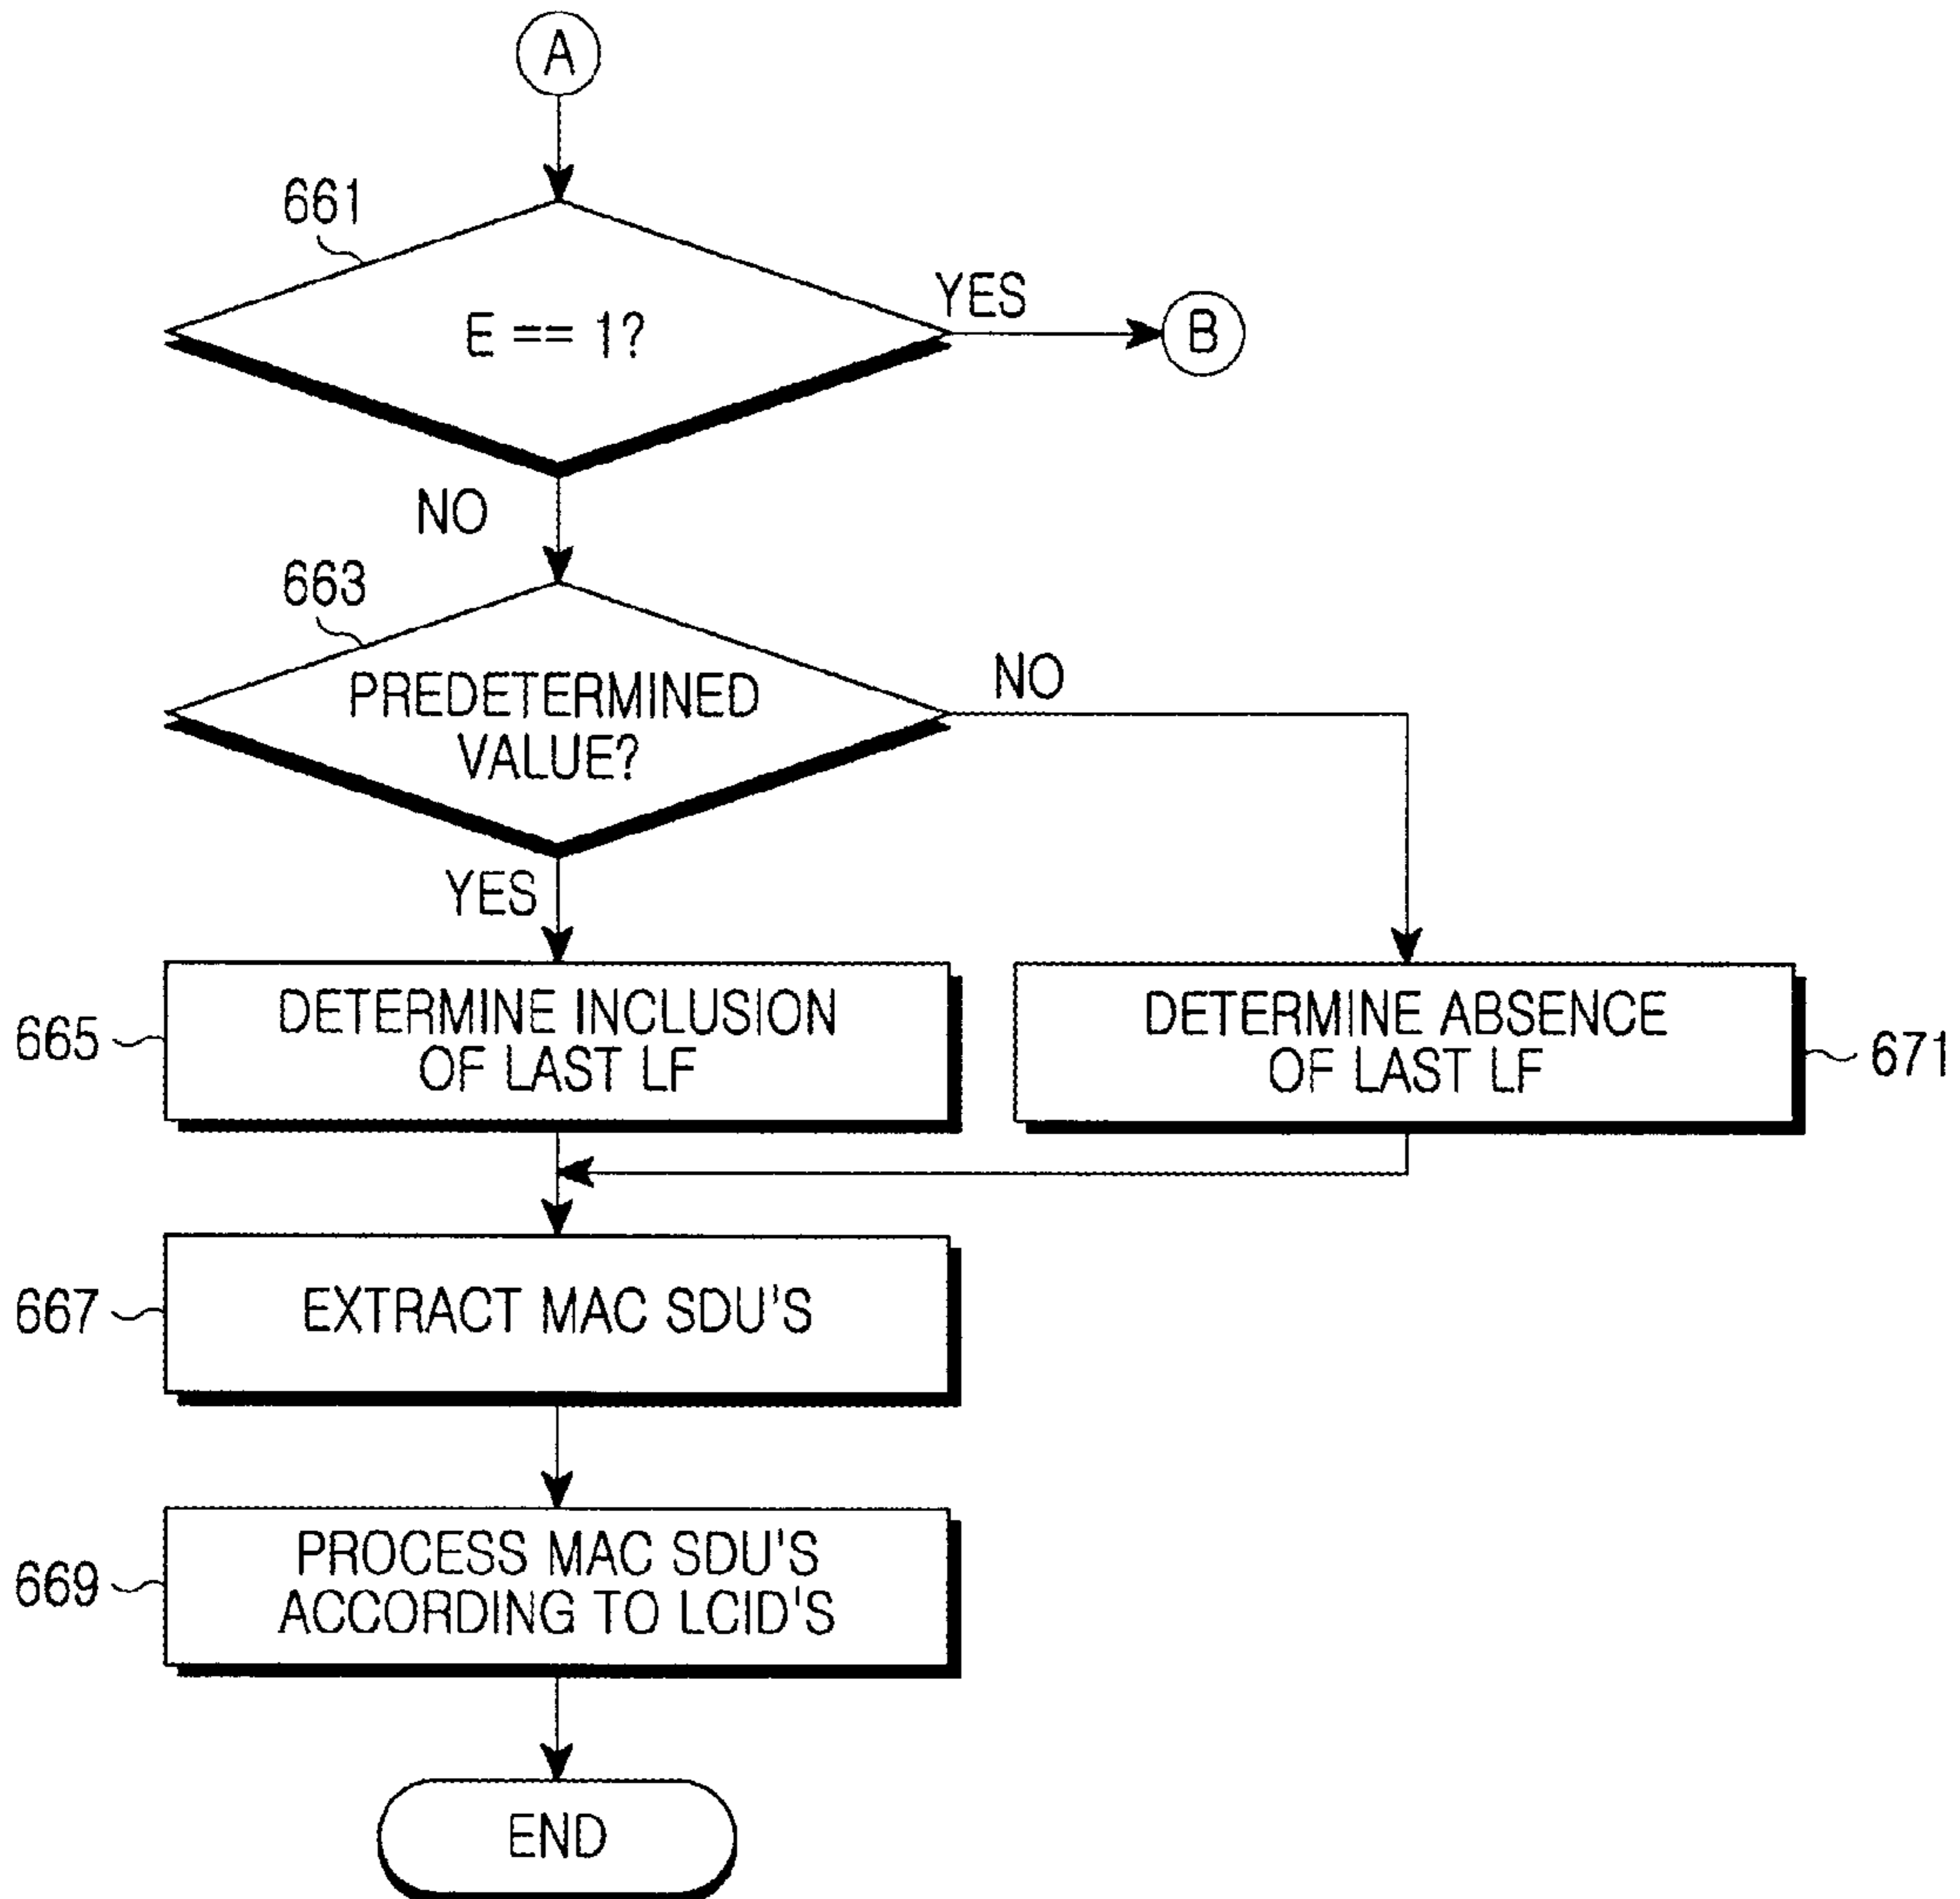 A
661
E == 1?
YES
B
NO
663
PREDETERMINED
VALUE?
NO
YES
665
DETERMINE INCLUSION
OF LAST LF
DETERMINE ABSENCE
OF LAST LF
671
667
EXTRACT MAC SDU'S
669
PROCESS MAC SDU'S
ACCORDING TO LCID'S
END